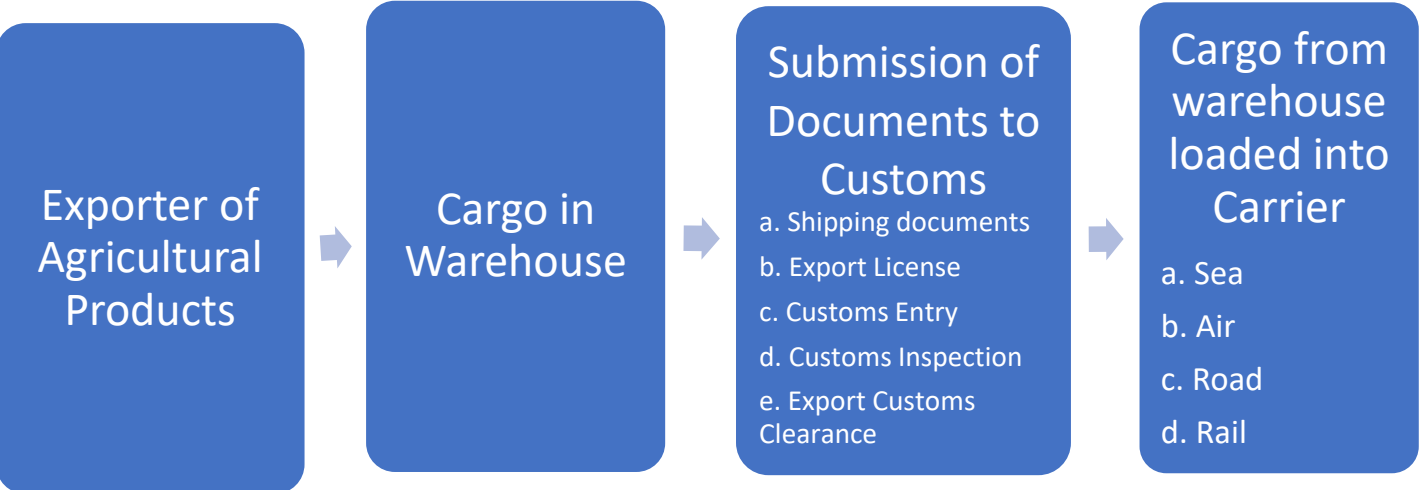 Exporter of
Agricultural
Products
Cargo in
Warehouse
Submission of
Documents to
Customs
a. Shipping documents
b. Export License
c. Customs Entry
d. Customs Inspection
e. Export Customs
Clearance
Cargo from
warehouse
loaded into
Carrier
a. Sea
b. Air
c. Road
d. Rail